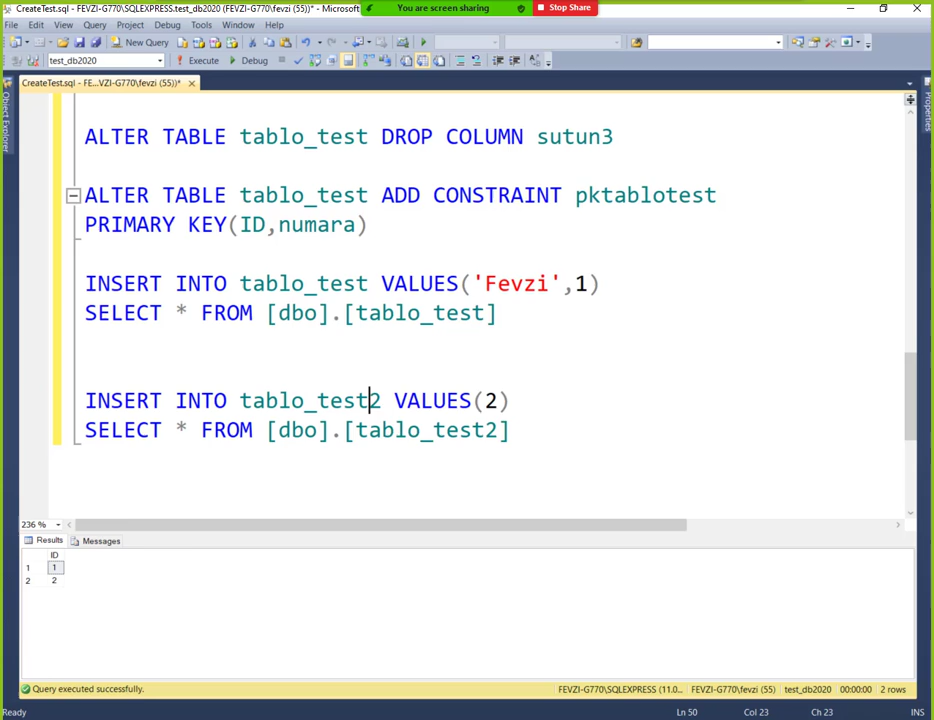 CreateTest.sql - FEVZI-G770\SQLEXPRESS.test_db2020 (FEVZI-G770\fevzi (55))* - Microsoft
You are screen sharing
Stop Share
File Edit View Query Project Debug Tools Window Help
New Query
test_db2020 Execute Debug
CreateTest.sql - FE...VZI-G770\fevzi (55))*
Object Explorer
Properties
ALTER TABLE tablo_test DROP COLUMN sutun3
ALTER TABLE tablo_test ADD CONSTRAINT pktablotest
PRIMARY KEY(ID,numara)
INSERT INTO tablo_test VALUES('Fevzi',1)
SELECT * FROM [dbo].[tablo_test]
INSERT INTO tablo_test2 VALUES(2)
SELECT * FROM [dbo].[tablo_test2]
236 %
Results Messages
ID
1 1
2 2
Query executed successfully.
FEVZI-G770\SQLEXPRESS (11.0... FEVZI-G770\fevzi (55) test_db2020 00:00:00 2 rows
Ready Ln 50 Col 23 Ch 23 INS